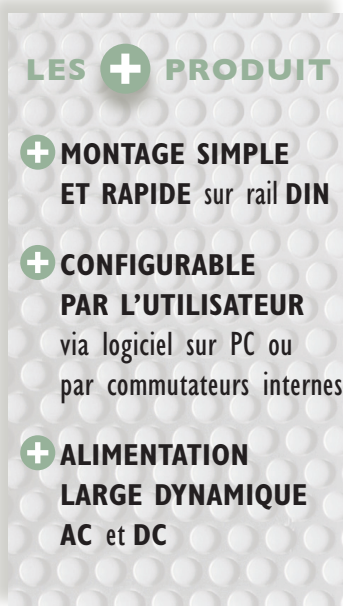 LES + PRODUIT
+ MONTAGE SIMPLE
ET RAPIDE sur rail DIN
+ CONFIGURABLE
PAR L'UTILISATEUR
via logiciel sur PC ou
par commutateurs internes
+ ALIMENTATION
LARGE DYNAMIQUE
AC et DC